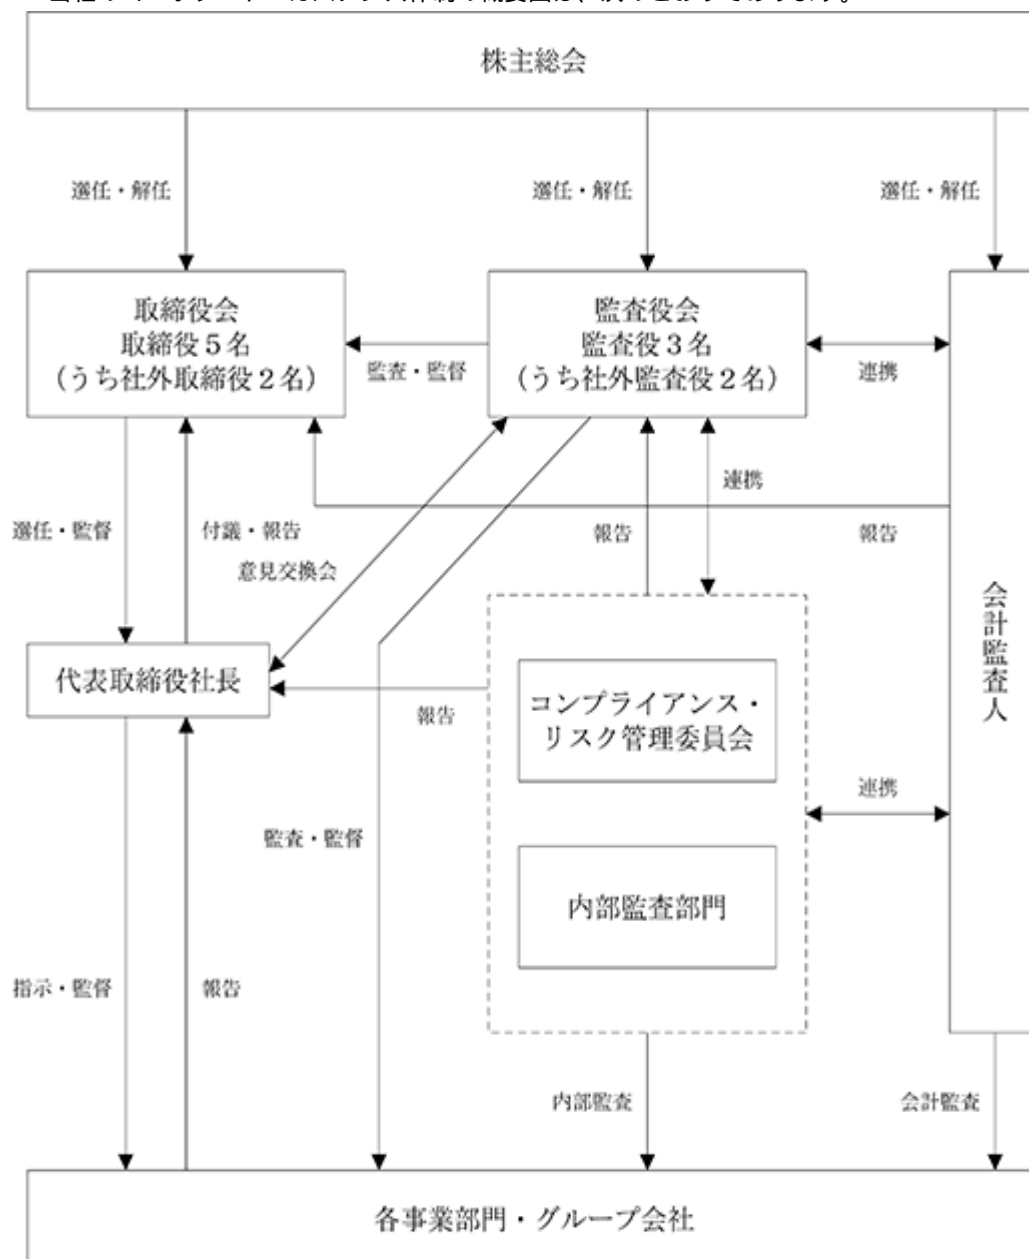 株主総会
選任・解任
選任・解任
選任・解任
取締役会
取締役５名
（うち社外取締役２名）
監査・監督
監査役会
監査役３名
（うち社外監査役２名）
連携
選任・監督
付議・報告
意見交換会
報告
連携
報告
会計監査人
代表取締役社長
報告
コンプライアンス・
リスク管理委員会
連携
監査・監督
内部監査部門
指示・監督
報告
内部監査
会計監査
各事業部門・グループ会社